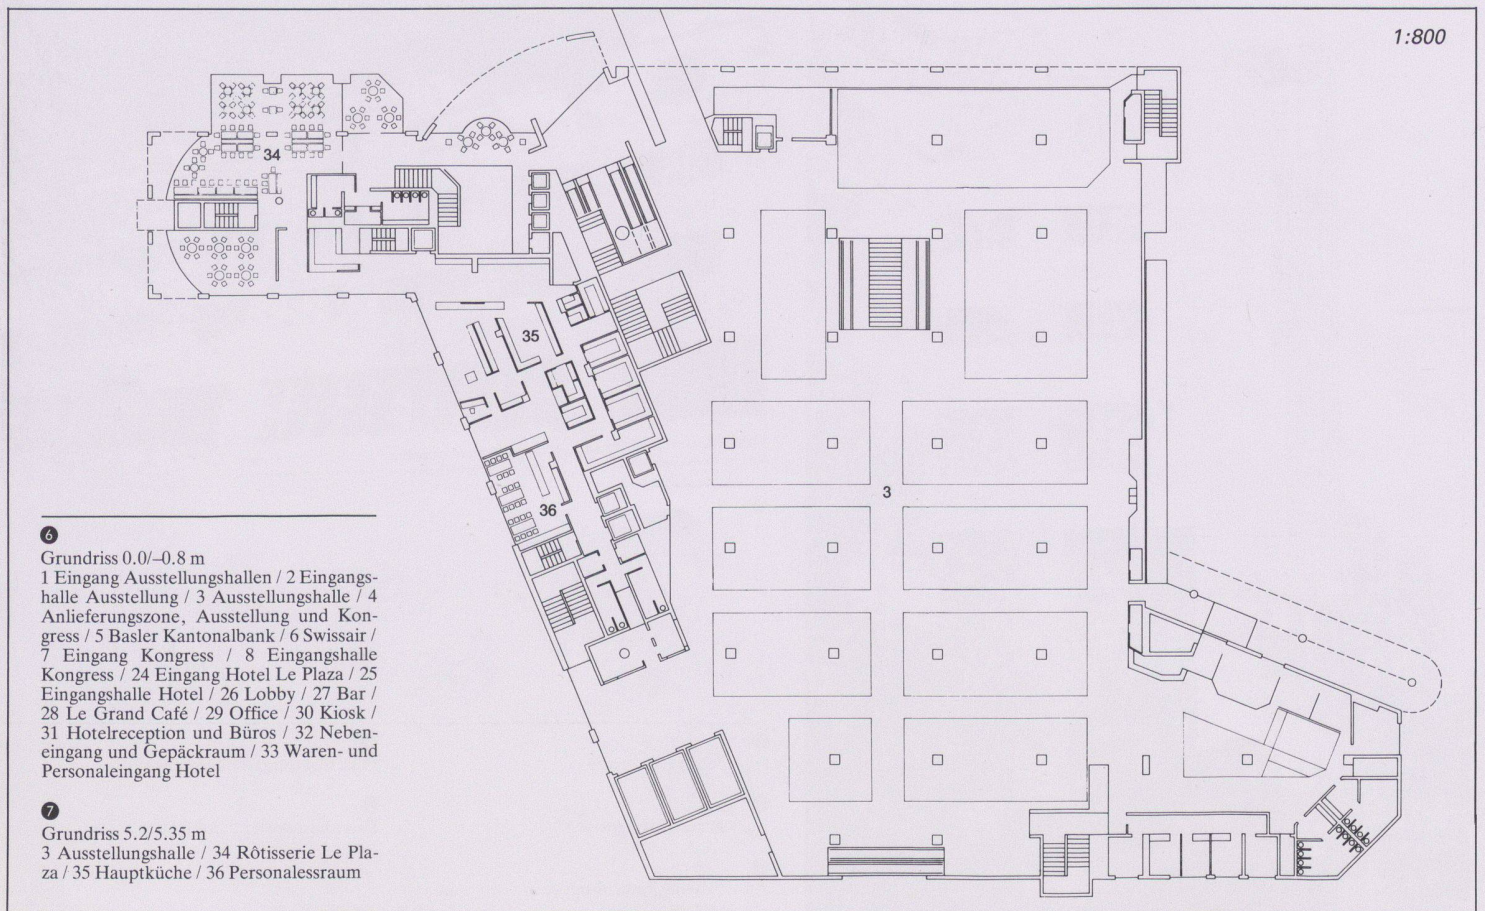 1:800
34
35
36
3
6
Grundriss 0.0/–0.8 m
1 Eingang Ausstellungshallen / 2 Eingangs-
halle Ausstellung / 3 Ausstellungshalle / 4
Anlieferungszone, Ausstellung und Kon-
gress / 5 Basler Kantonalbank / 6 Swissair /
7 Eingang Kongress / 8 Eingangshalle
Kongress / 24 Eingang Hotel Le Plaza / 25
Eingangshalle Hotel / 26 Lobby / 27 Bar /
28 Le Grand Café / 29 Office / 30 Kiosk /
31 Hotelreception und Büros / 32 Neben-
eingang und Gepäckraum / 33 Waren- und
Personaleingang Hotel
7
Grundriss 5.2/5.35 m
3 Ausstellungshalle / 34 Rôtisserie Le Pla-
za / 35 Hauptküche / 36 Personalessraum